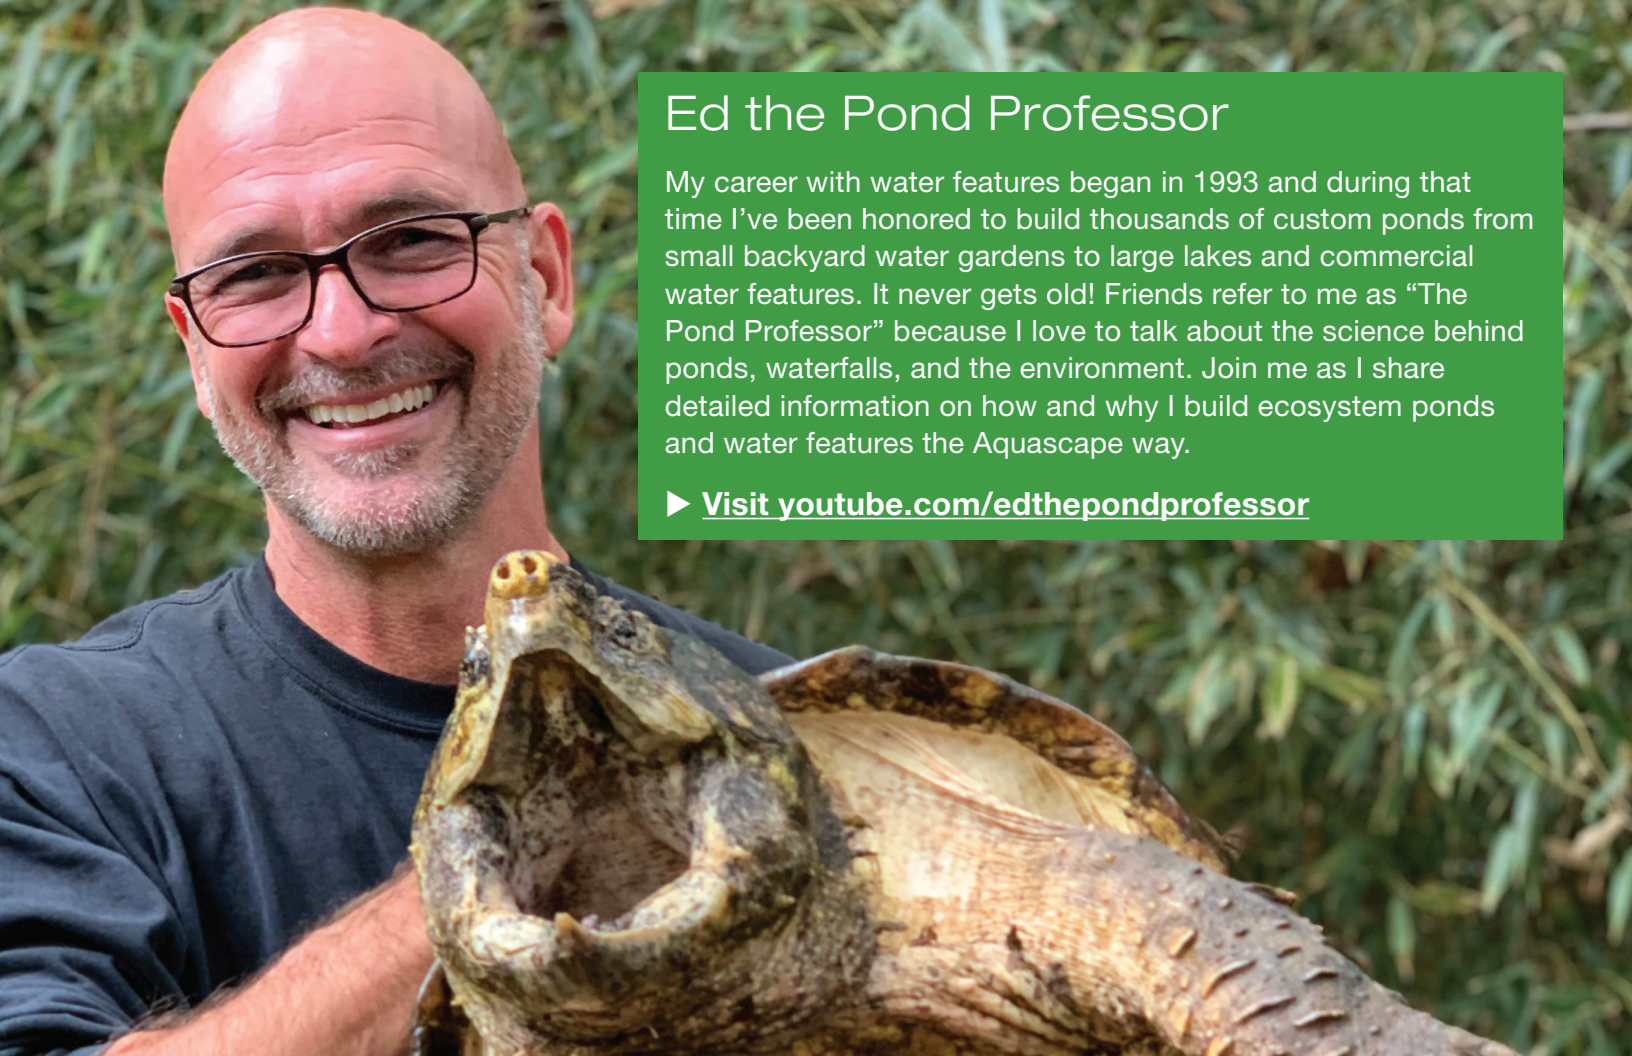 Ed the Pond Professor
My career with water features began in 1993 and during that
time I’ve been honored to build thousands of custom ponds from
small backyard water gardens to large lakes and commercial
water features. It never gets old! Friends refer to me as “The
Pond Professor” because I love to talk about the science behind
ponds, waterfalls, and the environment. Join me as I share
detailed information on how and why I build ecosystem ponds
and water features the Aquascape way.
▶ Visit youtube.com/edthepondprofessor